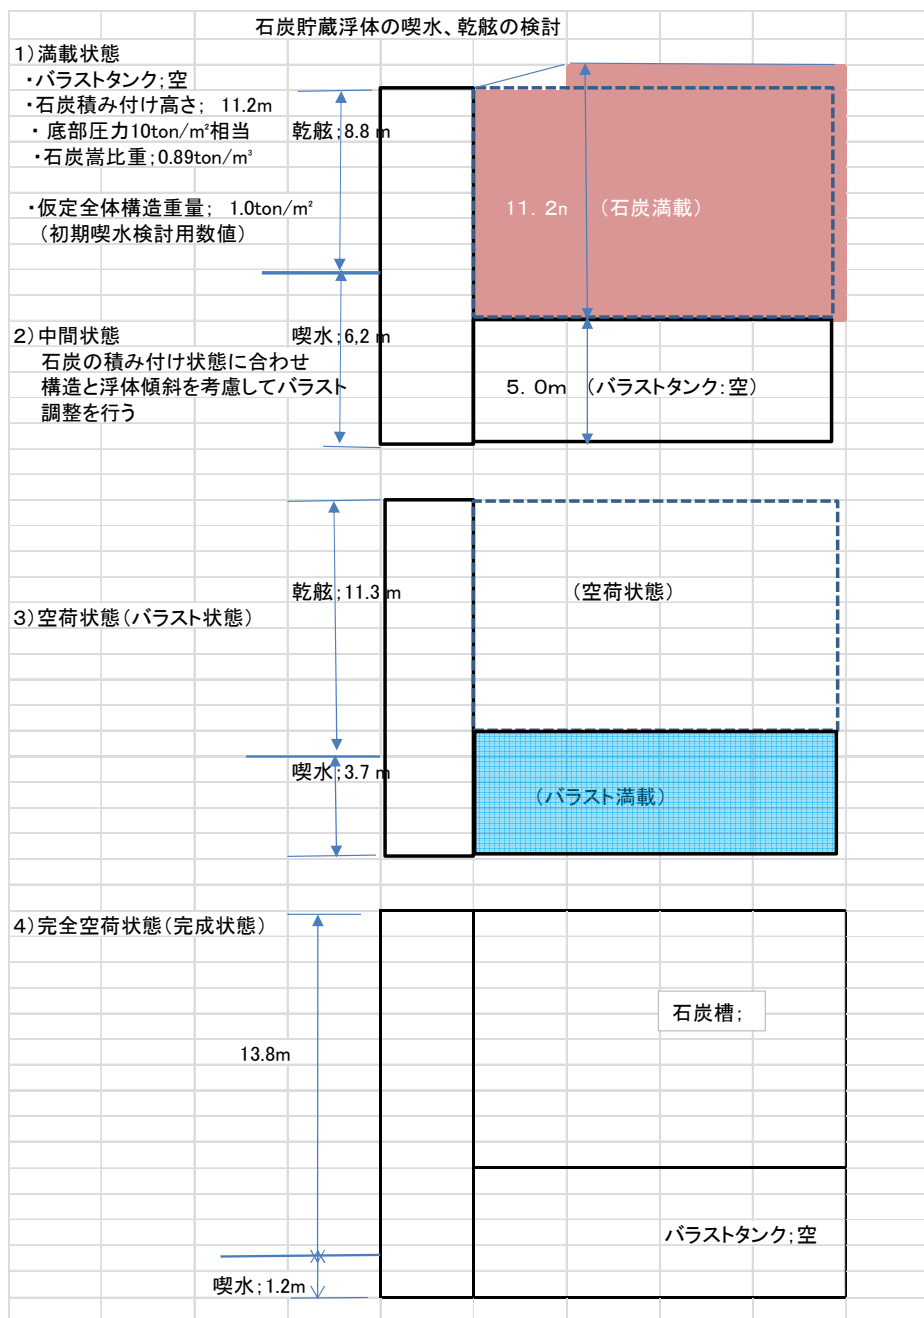 石炭貯蔵浮体の喫水、乾舷の検討
1)満載状態
・バラストタンク;空
・石炭積み付け高さ; 11.2m
・底部圧力10ton/m²相当
・石炭嵩比重;0.89ton/m³
・仮定全体構造重量; 1.0ton/m²
(初期喫水検討用数値)
乾舷;8.8 m
11. 2n (石炭満載)
2)中間状態
石炭の積み付け状態に合わせ
構造と浮体傾斜を考慮してバラスト
調整を行う
喫水;6,2 m
5. 0m (バラストタンク:空)
3)空荷状態(バラスト状態)
乾舷;11.3 m
(空荷状態)
喫水;3.7 m
(バラスト満載)
4)完全空荷状態(完成状態)
13.8m
石炭槽;
バラストタンク;空
喫水;1.2m